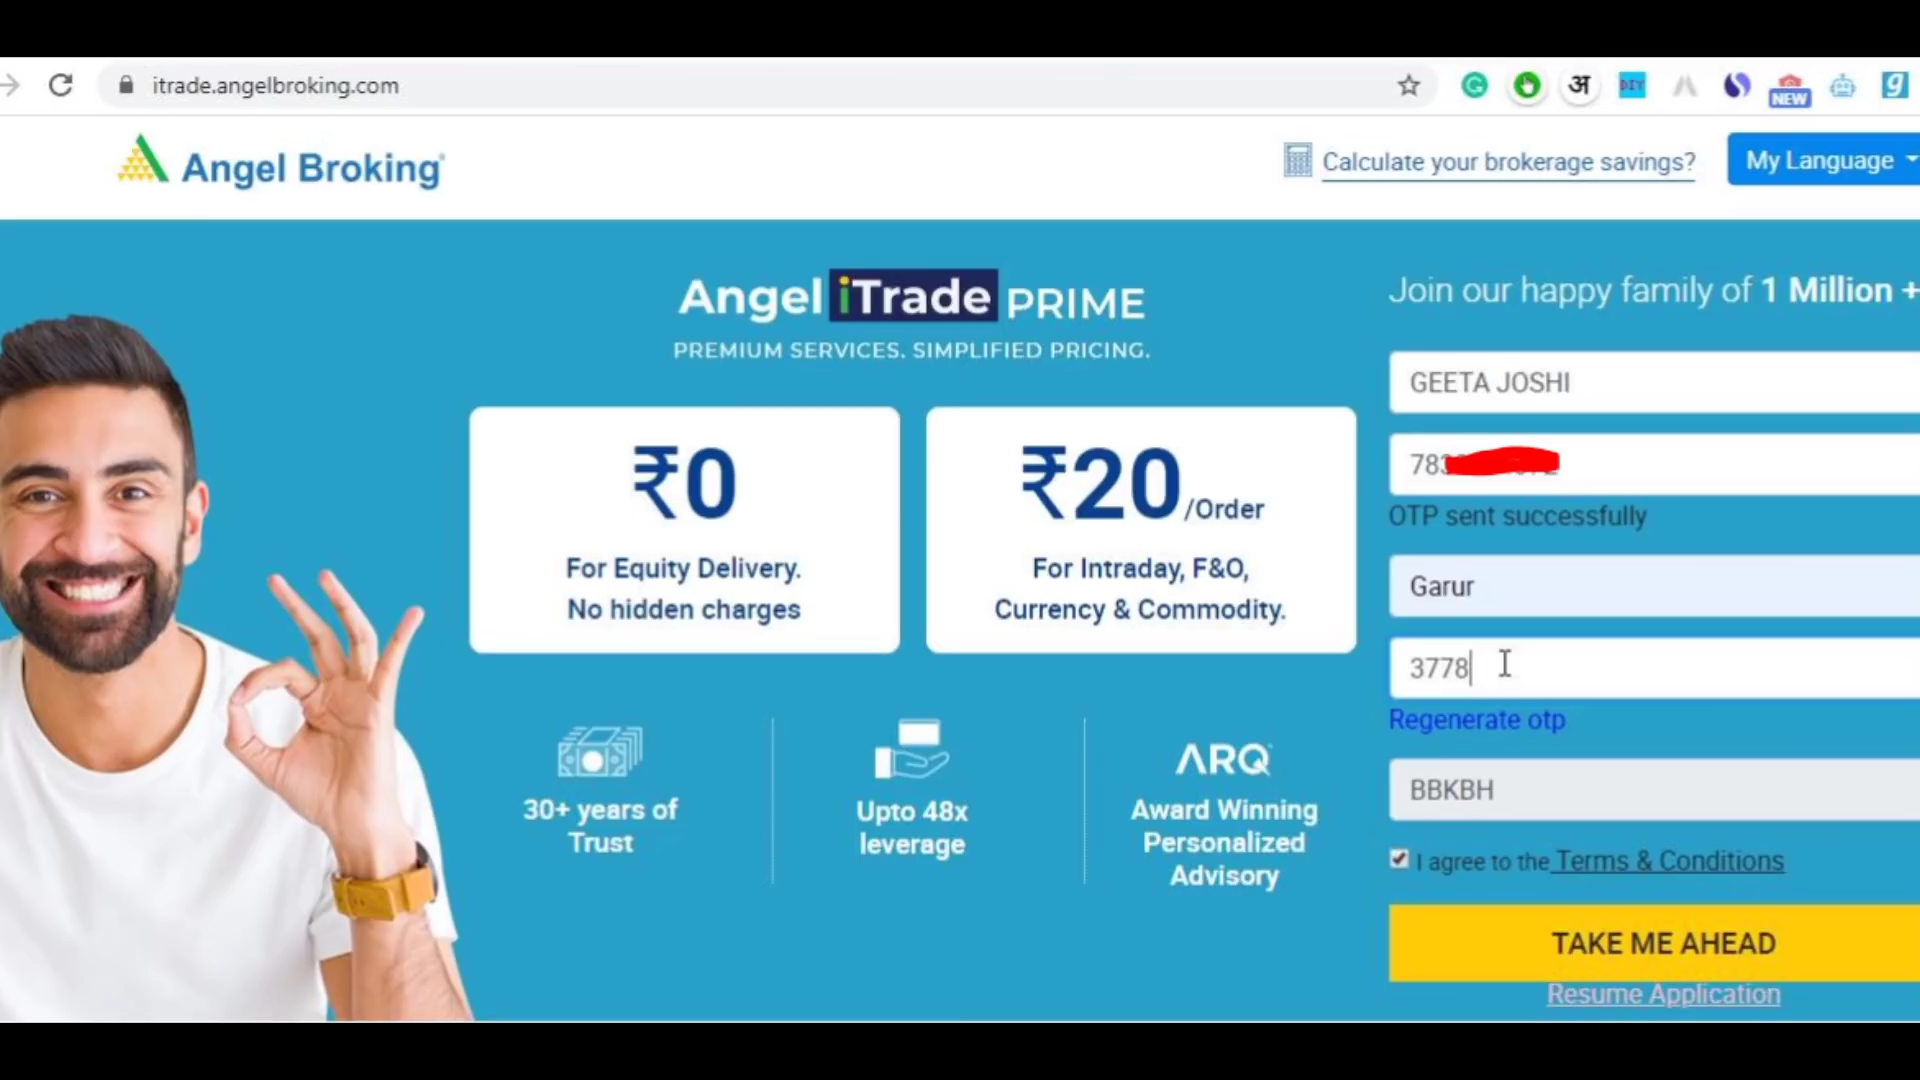 itrade.angelbroking.com
अ
DIY
NEW
g
Angel Broking
Calculate your brokerage savings?
My Language
Angel iTrade PRIME
PREMIUM SERVICES. SIMPLIFIED PRICING.
₹0
For Equity Delivery.
No hidden charges
₹20/Order
For Intraday, F&O,
Currency & Commodity.
30+ years of
Trust
Upto 48x
leverage
ARQ
Award Winning
Personalized
Advisory
Join our happy family of 1 Million +
GEETA JOSHI
783
OTP sent successfully
Garur
3778
Regenerate otp
BBKBH
I agree to the Terms & Conditions
TAKE ME AHEAD
Resume Application